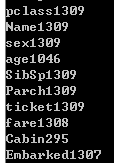 pclass1309
Name1309
sex1309
age1046
SibSp1309
Parch1309
ticket1309
fare1308
Cabin295
Embarked1307